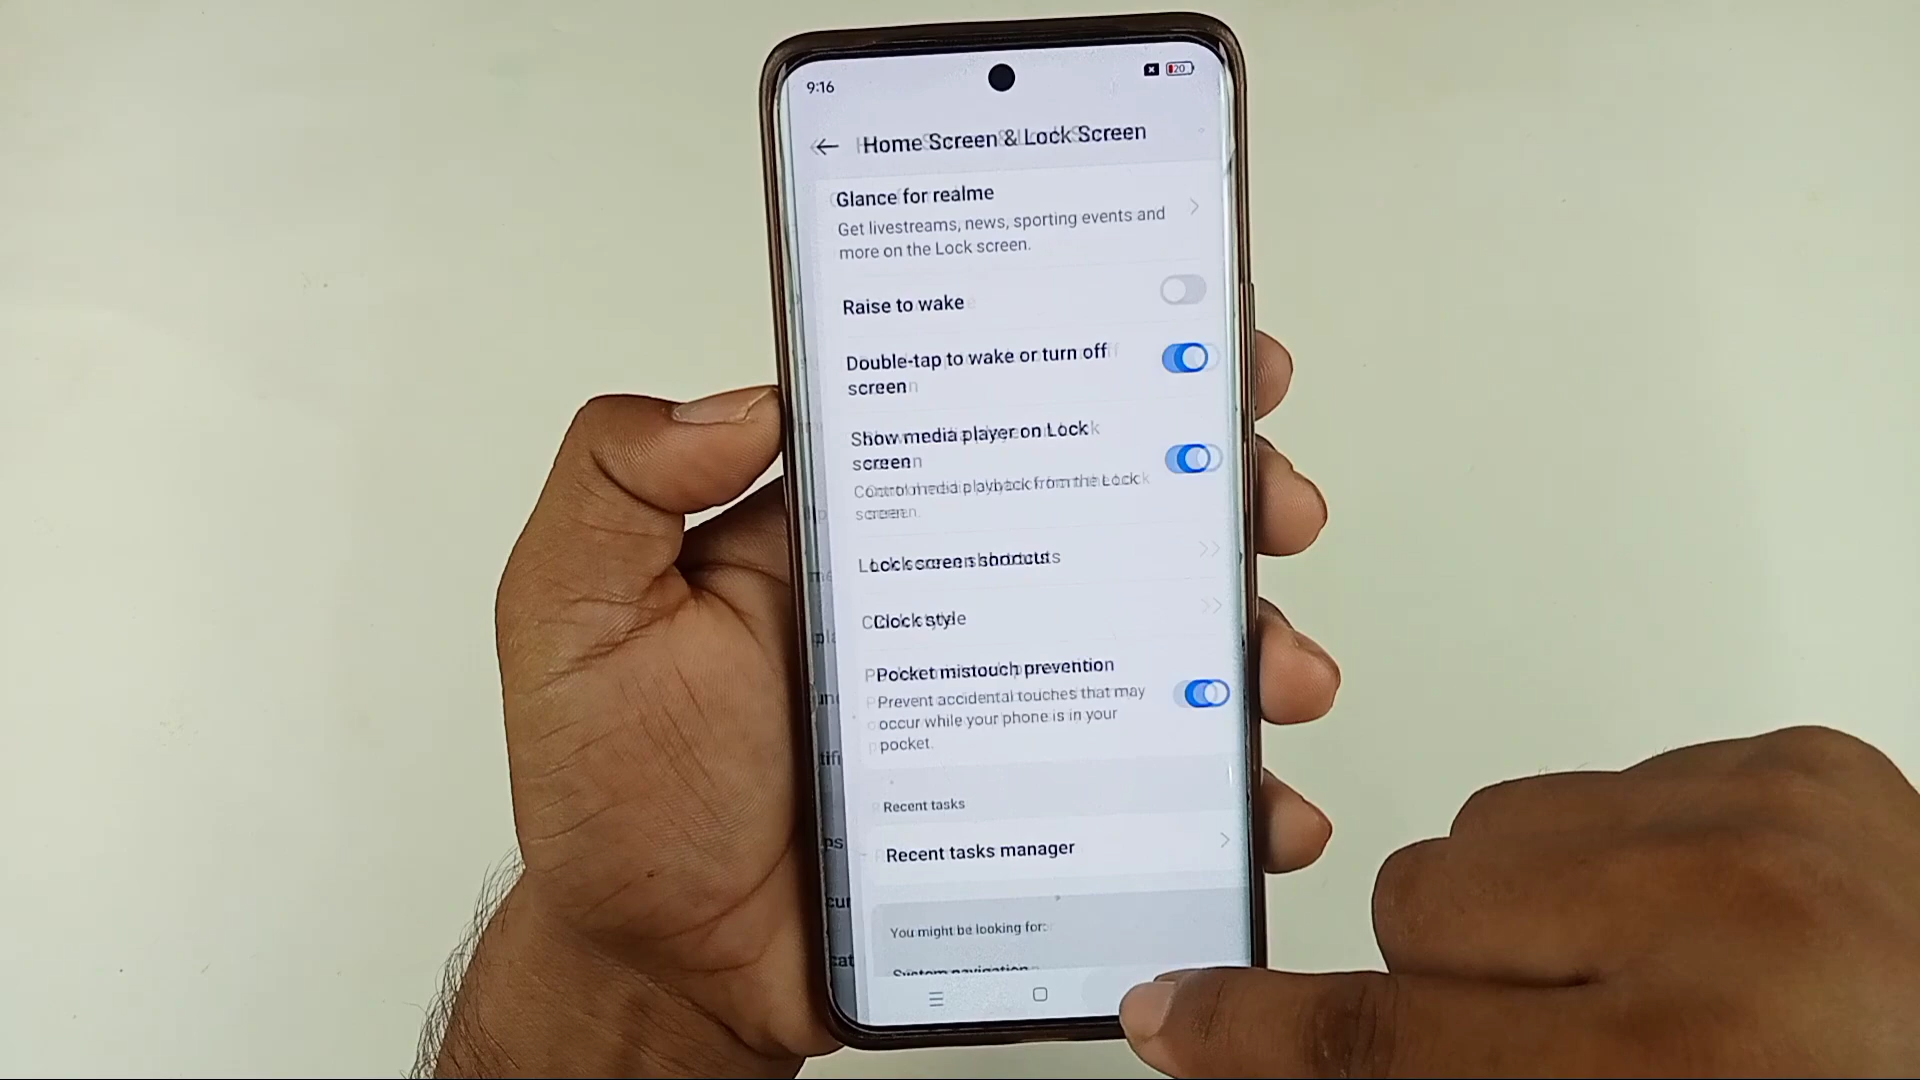 9:16
20
Home Screen & Lock Screen
Glance for realme
Get livestreams, news, sporting events and
more on the Lock screen.
Raise to wake
Double-tap to wake or turn off
screen
Show media player on Lock
screen
Control media playback from the Lock
screen.
Lock screen shortcuts
Clock style
Pocket mistouch prevention
Prevent accidental touches that may
occur while your phone is in your
pocket.
Recent tasks
Recent tasks manager
You might be looking for:
System navigation